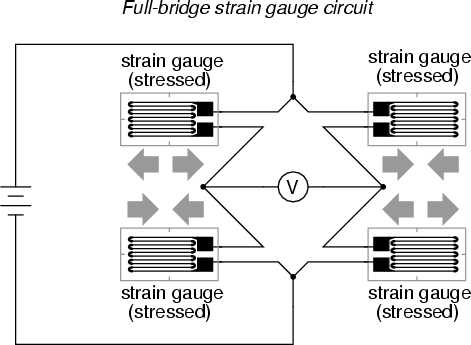 Full-bridge strain gauge circuit
strain gauge
(stressed)
strain gauge
(stressed)
V
strain gauge
(stressed)
strain gauge
(stressed)